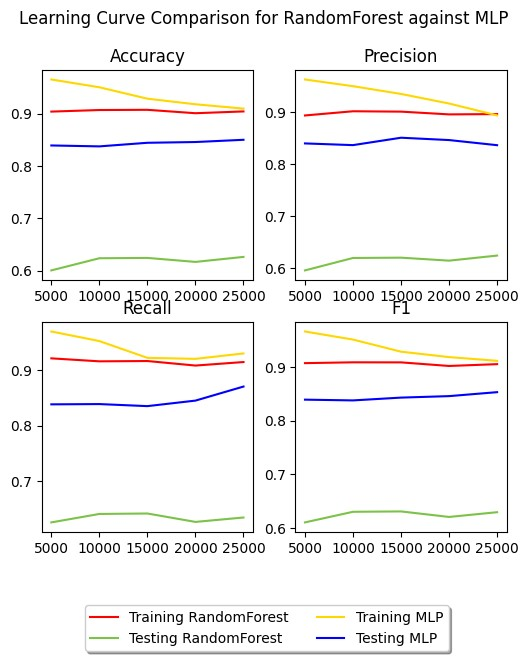 Learning Curve Comparison for RandomForest against MLP
Accuracy
0.9
0.8
0.7
0.6
5000 10000 15000 20000 25000
Precision
0.9
0.8
0.7
0.6
5000 10000 15000 20000 25000
Recall
0.9
0.8
0.7
5000 10000 15000 20000 25000
F1
0.9
0.8
0.7
0.6
5000 10000 15000 20000 25000
Training RandomForest
Testing RandomForest
Training MLP
Testing MLP